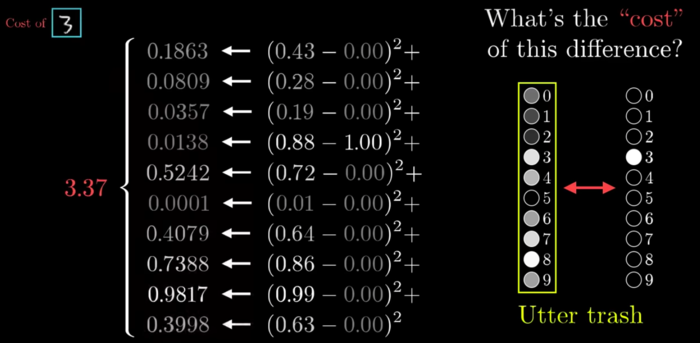 Cost of 3
3.37
0.1863 ← (0.43 − 0.00)²+
0.0809 ← (0.28 − 0.00)²+
0.0357 ← (0.19 − 0.00)²+
0.0138 ← (0.88 − 1.00)²+
0.5242 ← (0.72 − 0.00)²+
0.0001 ← (0.01 − 0.00)²+
0.4079 ← (0.64 − 0.00)²+
0.7388 ← (0.86 − 0.00)²+
0.9817 ← (0.99 − 0.00)²+
0.3998 ← (0.63 − 0.00)²
What's the “cost”
of this difference?
0 0
1 1
2 2
3 3
4 4
5 5
6 6
7 7
8 8
9 9
Utter trash